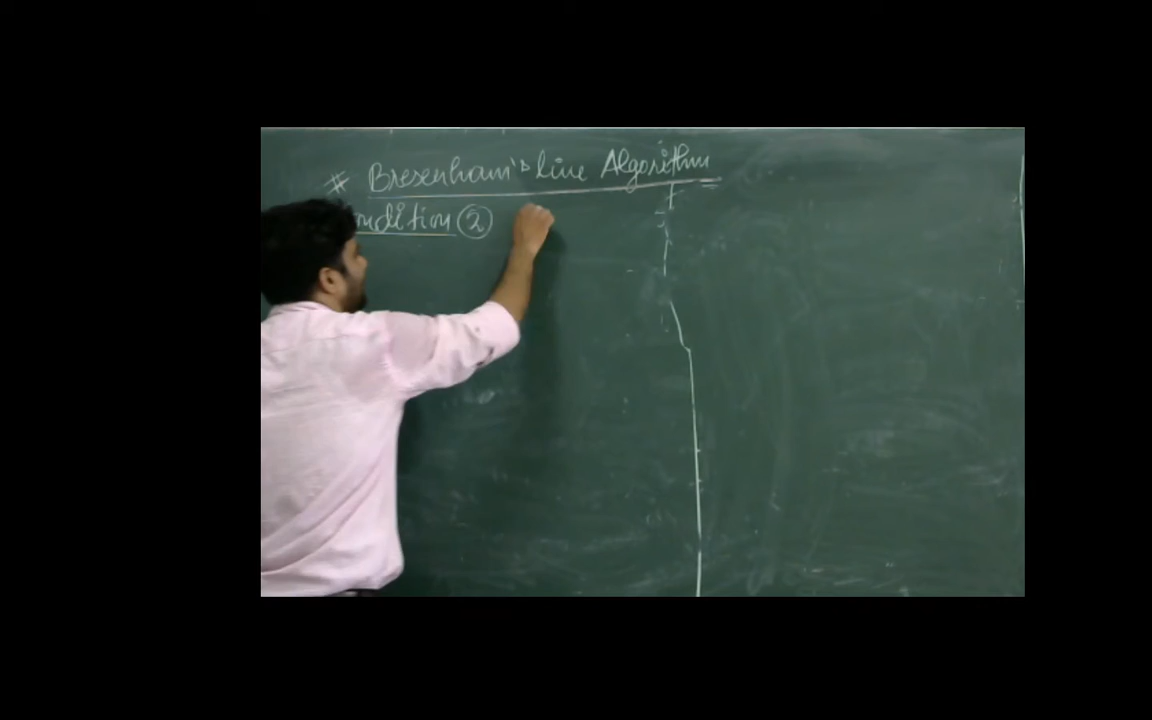 # Bresenham's line Algorithm
ndition ②